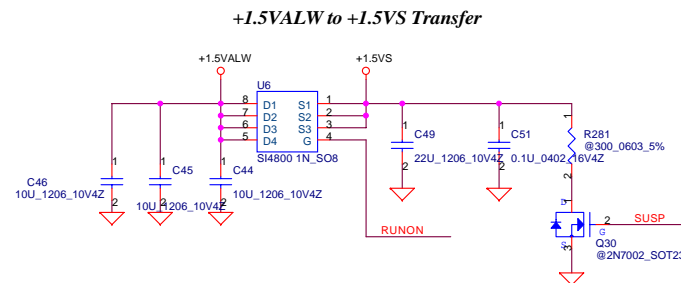 +1.5VALW to +1.5VS Transfer
+1.5VALW
+1.5VS
U6
8 D1 S1 1
7 D2 S2 2
6 D3 S3 3
5 D4 G 4
SI4800 1N_SO8
1
C46
10U_1206_10V4Z
2
1
C45
10U_1206_10V4Z
2
1
C44
10U_1206_10V4Z
2
1
C49
22U_1206_10V4Z
2
1
C51
0.1U_0402_16V4Z
2
1
R281
@300_0603_5%
2
RUNON
1
D
2
G
SUSP
S
3
Q30
@2N7002_SOT23